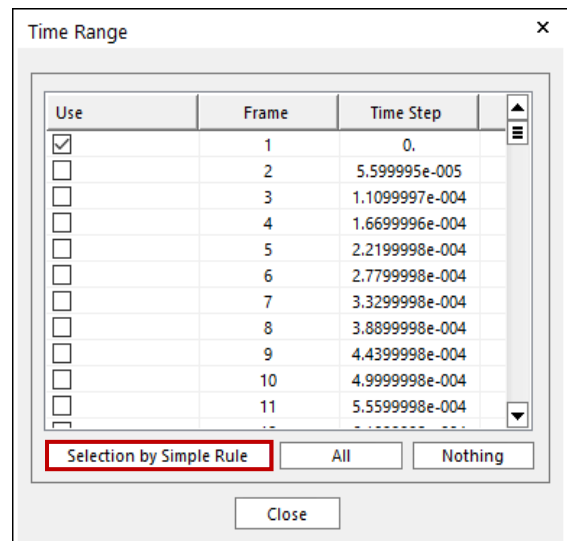 Time Range
Use Frame Time Step
1 0.
2 5.599995e-005
3 1.1099997e-004
4 1.6699996e-004
5 2.2199998e-004
6 2.7799998e-004
7 3.3299998e-004
8 3.8899998e-004
9 4.4399998e-004
10 4.9999998e-004
11 5.5599998e-004
Selection by Simple Rule All Nothing
Close